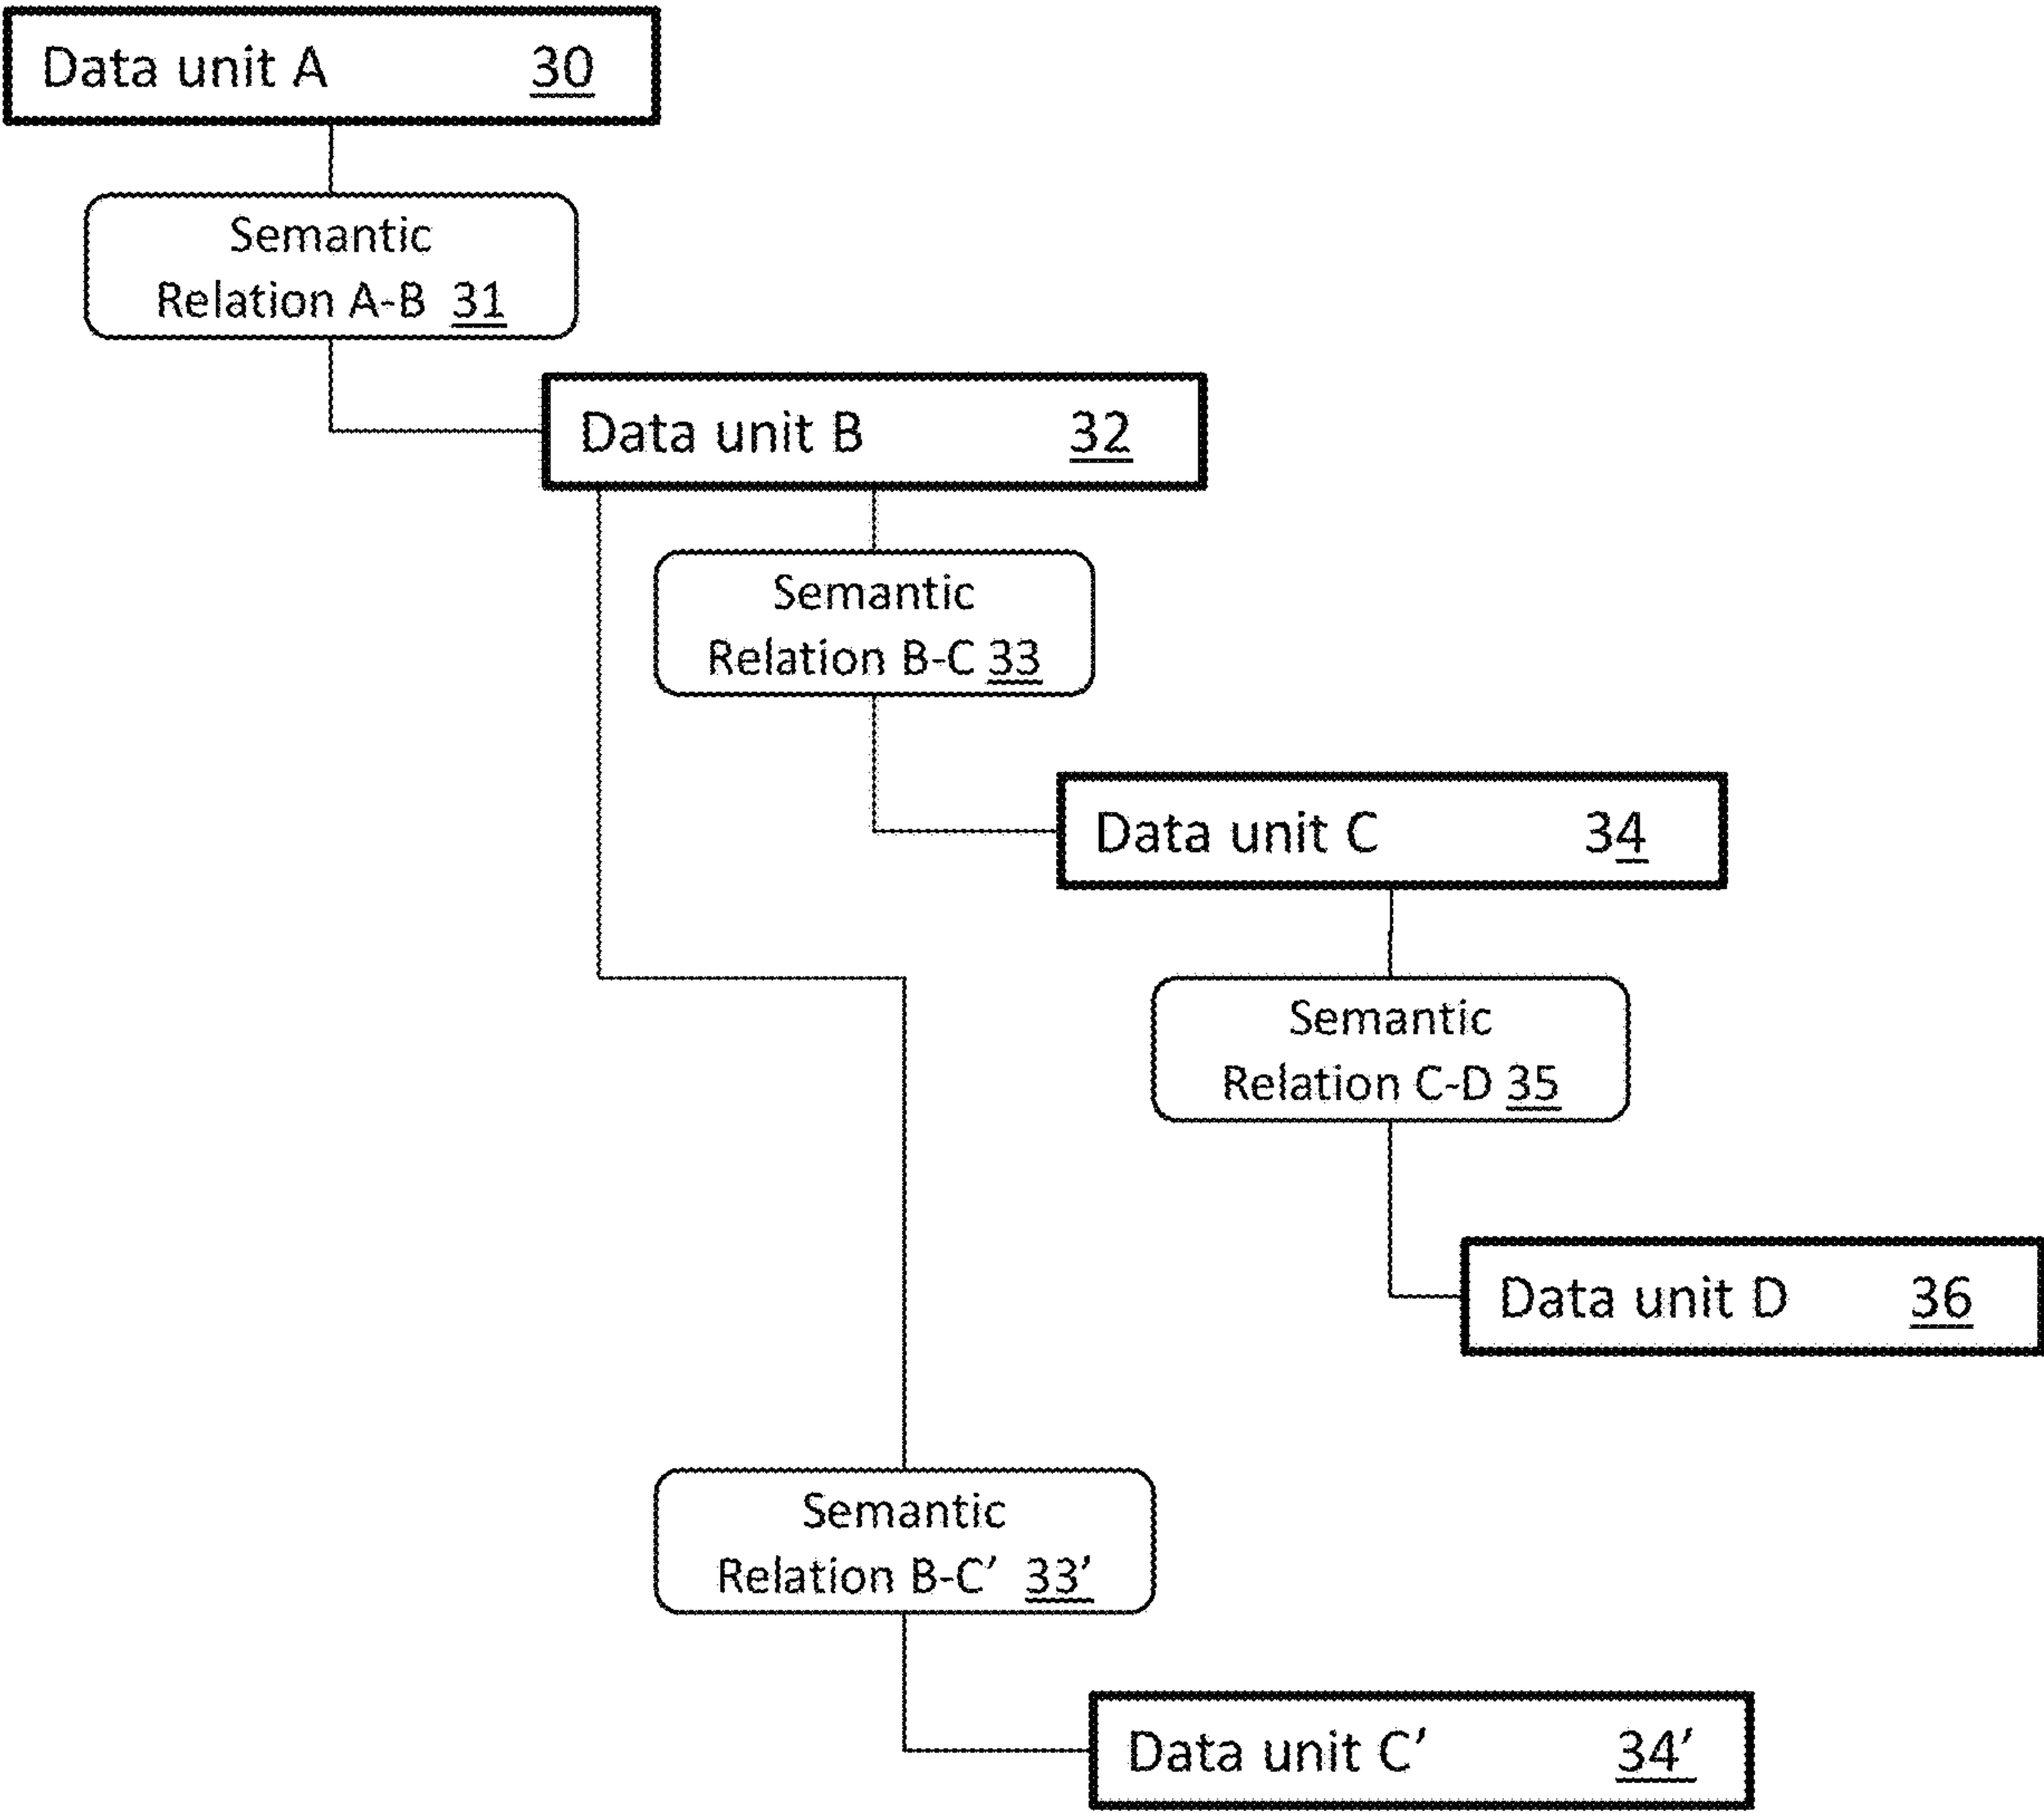 Data unit A 30
Semantic
Relation A-B 31
Data unit B 32
Semantic
Relation B-C 33
Data unit C 34
Semantic
Relation C-D 35
Data unit D 36
Semantic
Relation B-C’ 33’
Data unit C’ 34’